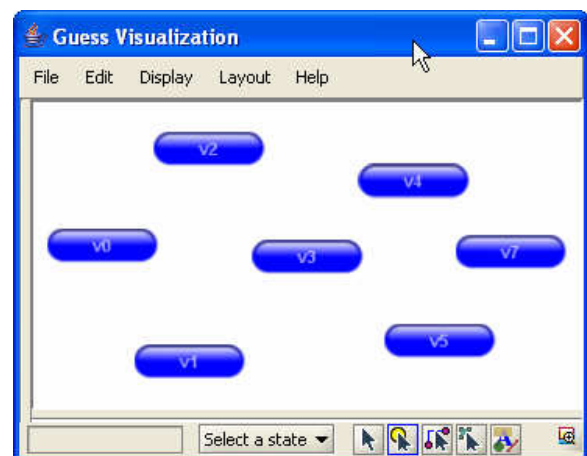 Guess Visualization
File Edit Display Layout Help
v2
v4
v0
v3
v7
v5
v1
Select a state